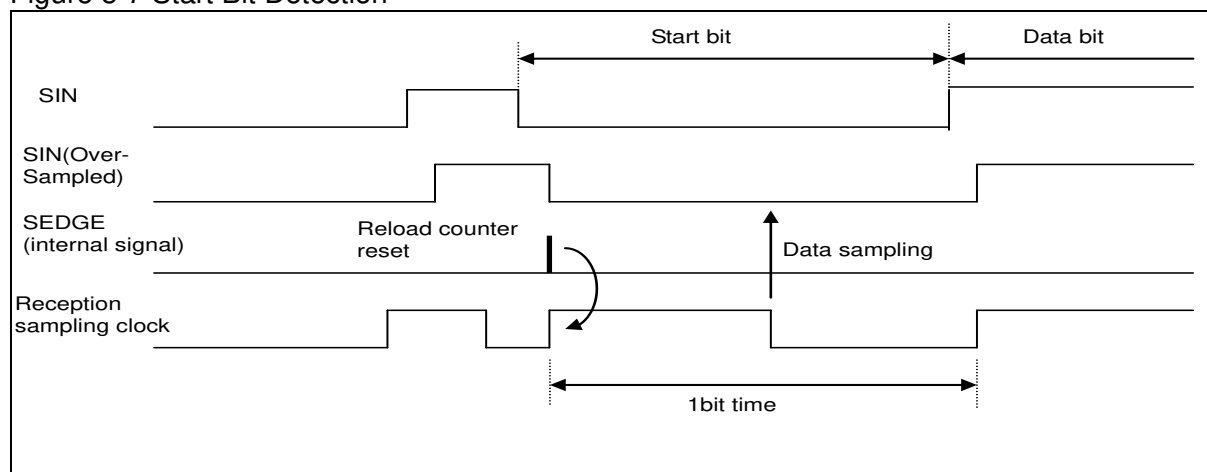 Figure 3-7 Start Bit Detection
Start bit
Data bit
SIN
SIN(Over-
Sampled)
SEDGE
(internal signal)
Reload counter
reset
Data sampling
Reception
sampling clock
1bit time